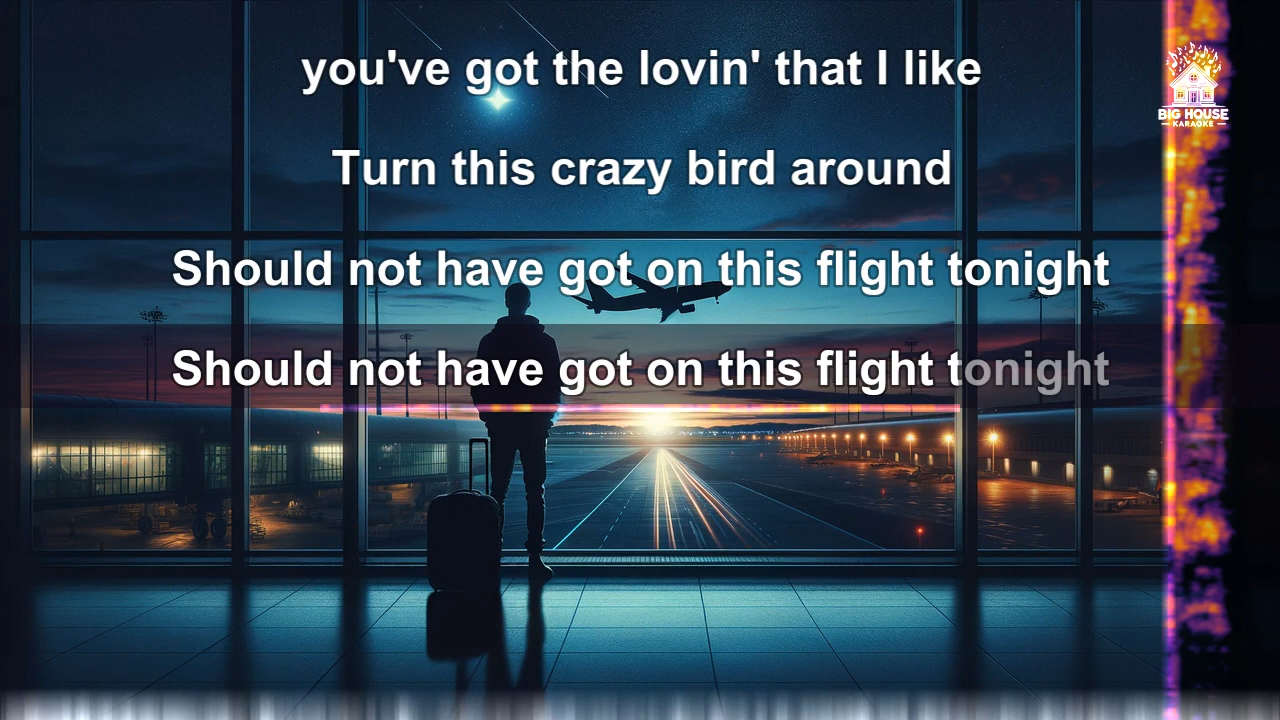 you've got the lovin' that I like
Turn this crazy bird around
Should not have got on this flight tonight
Should not have got on this flight tonight
BIG HOUSE
KARAOKE